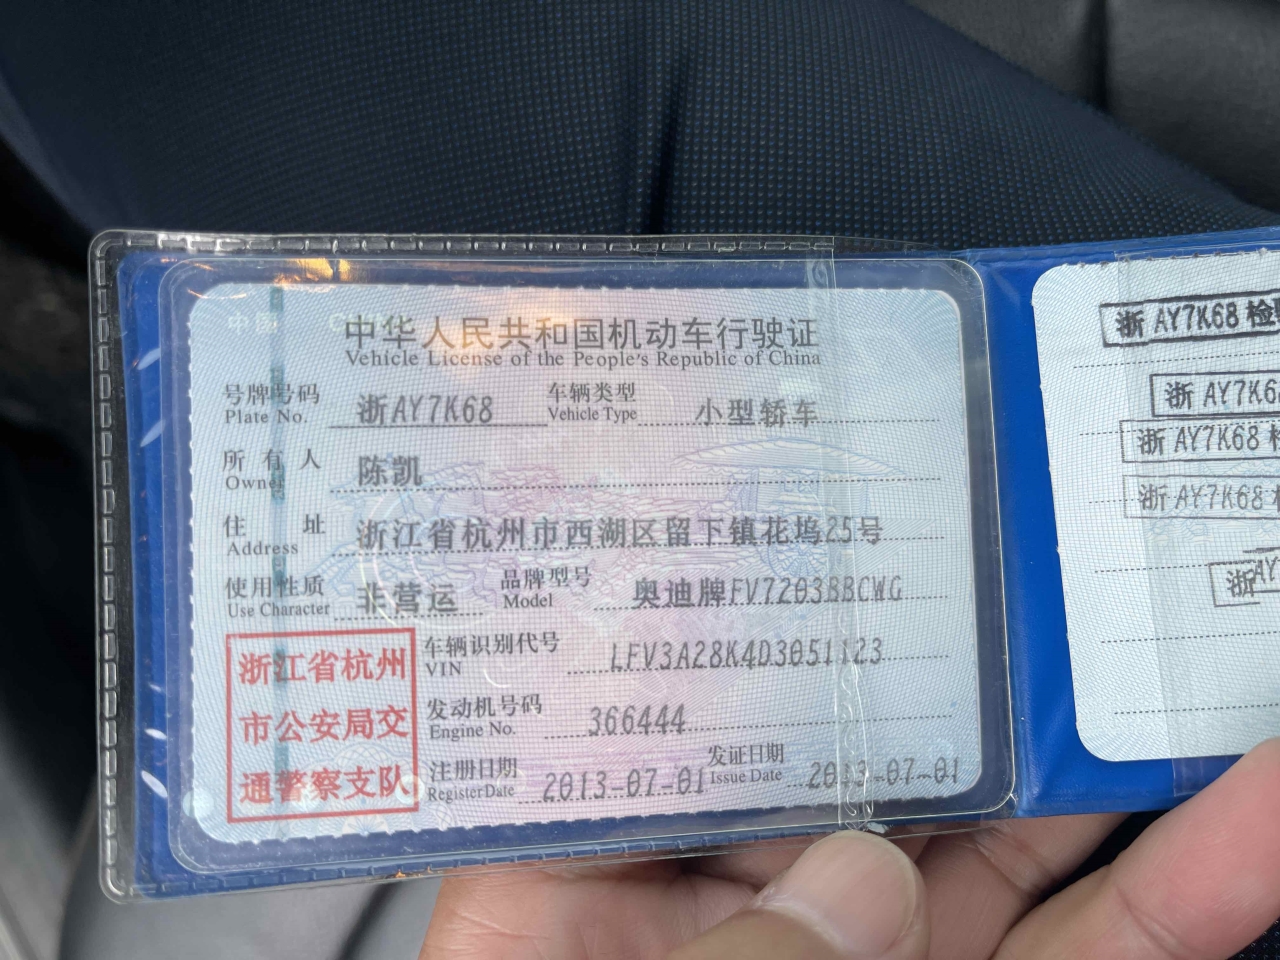 中华人民共和国机动车行驶证
Vehicle License of the People's Republic of China
号牌号码 浙AY7K68 车辆类型 小型轿车
Plate No. Vehicle Type
所有人 陈凯
Owner
住址 浙江省杭州市西湖区留下镇花坞25号
Address
使用性质 非营运 品牌型号 奥迪牌FV7203BBCWG
Use Character Model
浙江省杭州
市公安局交
通警察支队
车辆识别代号 LFV3A28K4D3051123
VIN
发动机号码 366444
Engine No.
注册日期 2013-07-01 发证日期 2013-07-01
Register Date Issue Date
浙AY7K68 检
浙AY7K6
浙AY7K68
浙AY7K68
浙AY